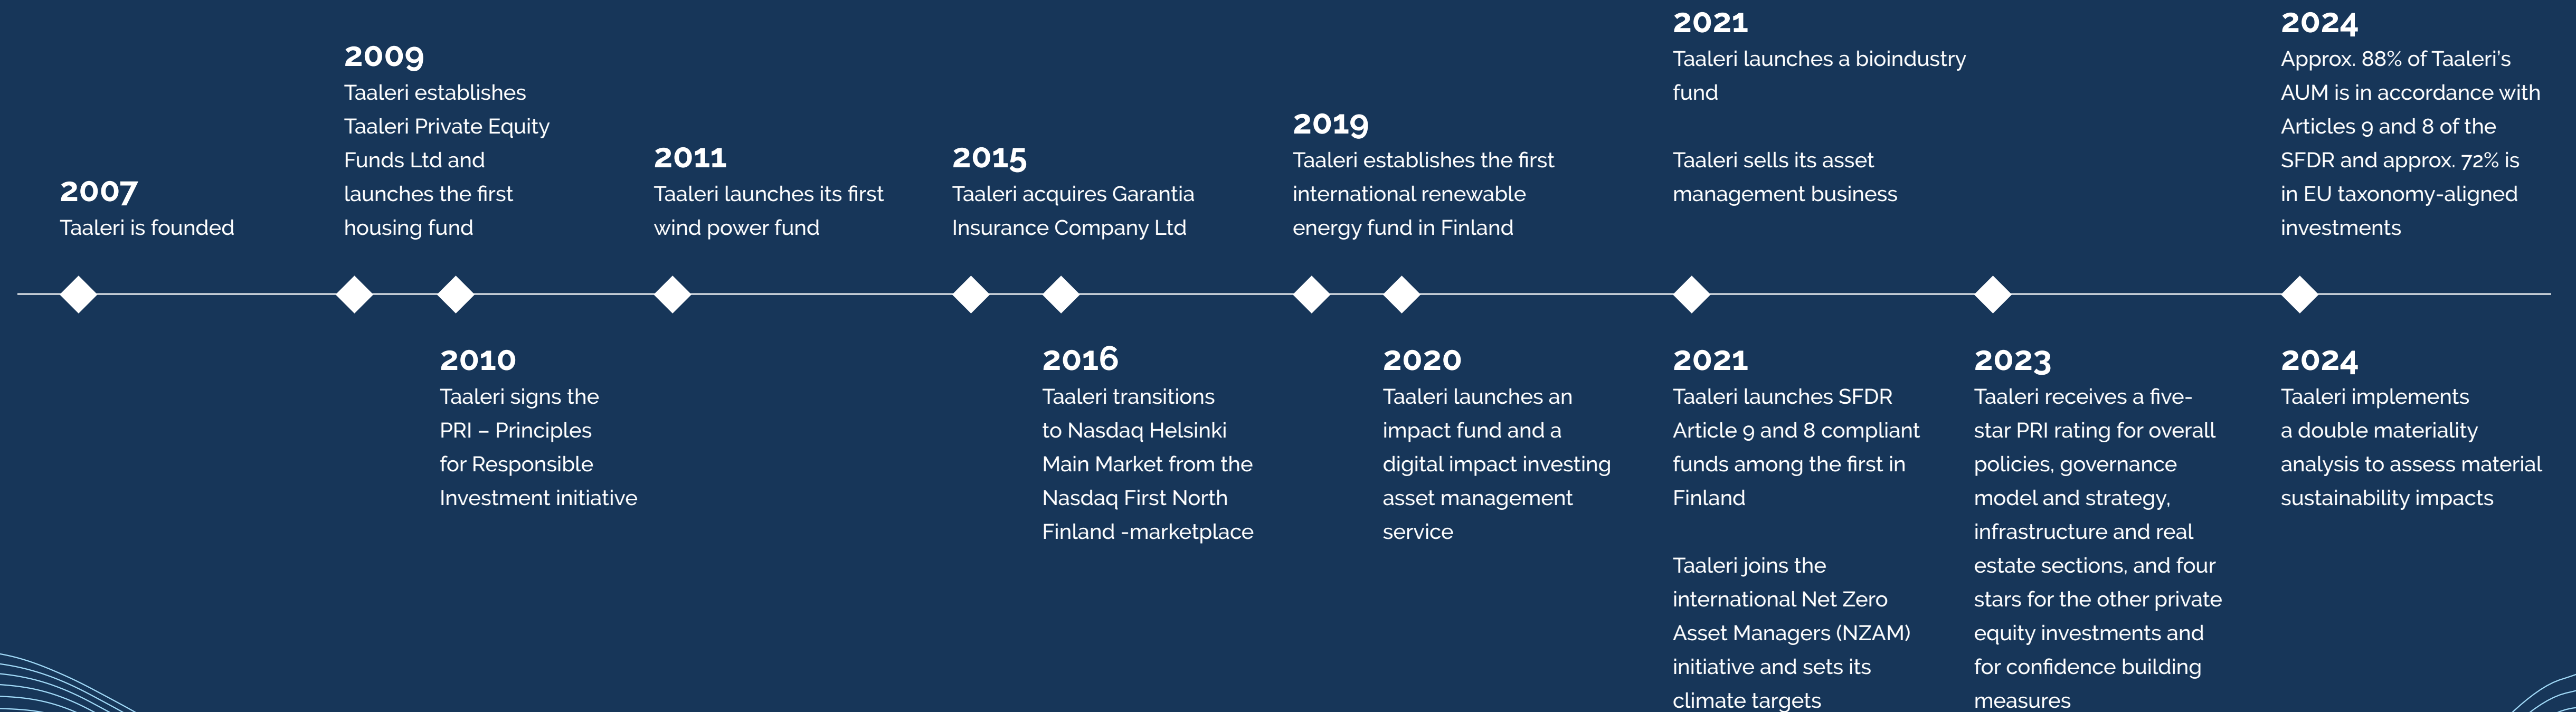 2007
Taaleri is founded
2009
Taaleri establishes
Taaleri Private Equity
Funds Ltd and
launches the first
housing fund
2010
Taaleri signs the
PRI – Principles
for Responsible
Investment initiative
2011
Taaleri launches its first
wind power fund
2015
Taaleri acquires Garantia
Insurance Company Ltd
2016
Taaleri transitions
to Nasdaq Helsinki
Main Market from the
Nasdaq First North
Finland -marketplace
2019
Taaleri establishes the first
international renewable
energy fund in Finland
2020
Taaleri launches an
impact fund and a
digital impact investing
asset management
service
2021
Taaleri launches a bioindustry
fund
Taaleri sells its asset
management business
2021
Taaleri launches SFDR
Article 9 and 8 compliant
funds among the first in
Finland
Taaleri joins the
international Net Zero
Asset Managers (NZAM)
initiative and sets its
climate targets
2023
Taaleri receives a five-
star PRI rating for overall
policies, governance
model and strategy,
infrastructure and real
estate sections, and four
stars for the other private
equity investments and
for confidence building
measures
2024
Approx. 88% of Taaleri’s
AUM is in accordance with
Articles 9 and 8 of the
SFDR and approx. 72% is
in EU taxonomy-aligned
investments
2024
Taaleri implements
a double materiality
analysis to assess material
sustainability impacts